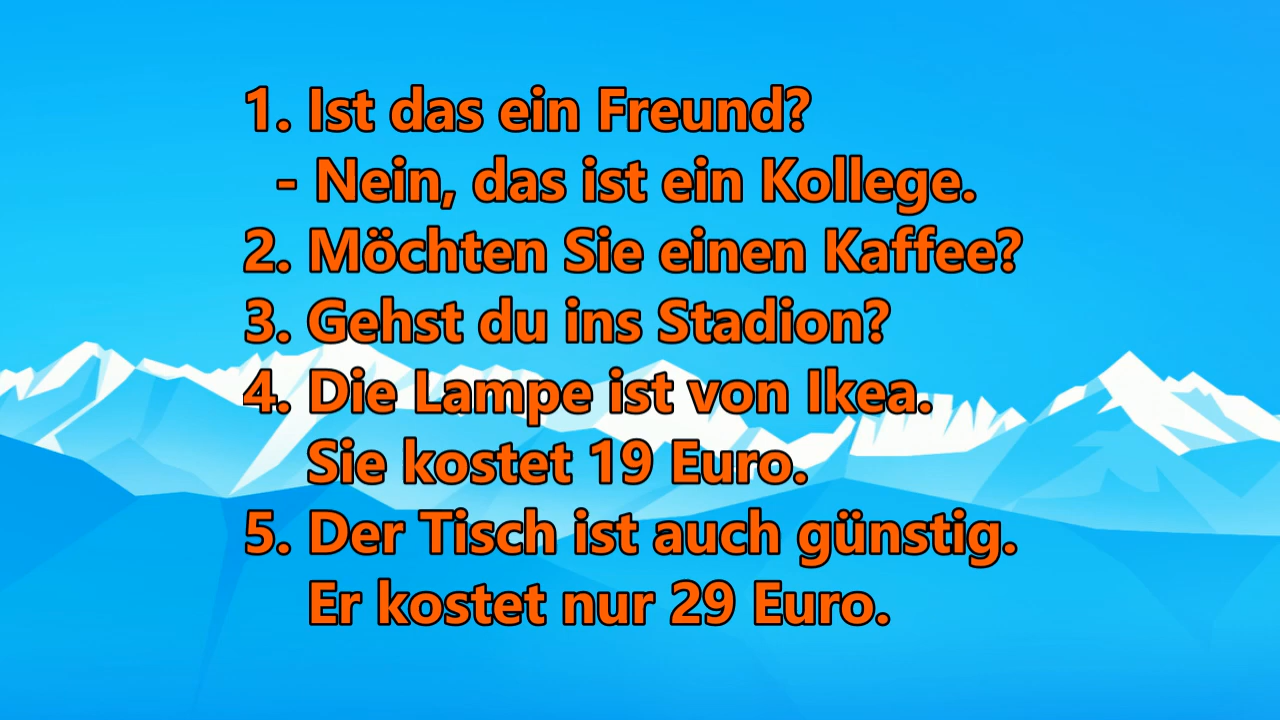 1. Ist das ein Freund?
- Nein, das ist ein Kollege.
2. Möchten Sie einen Kaffee?
3. Gehst du ins Stadion?
4. Die Lampe ist von Ikea.
Sie kostet 19 Euro.
5. Der Tisch ist auch günstig.
Er kostet nur 29 Euro.